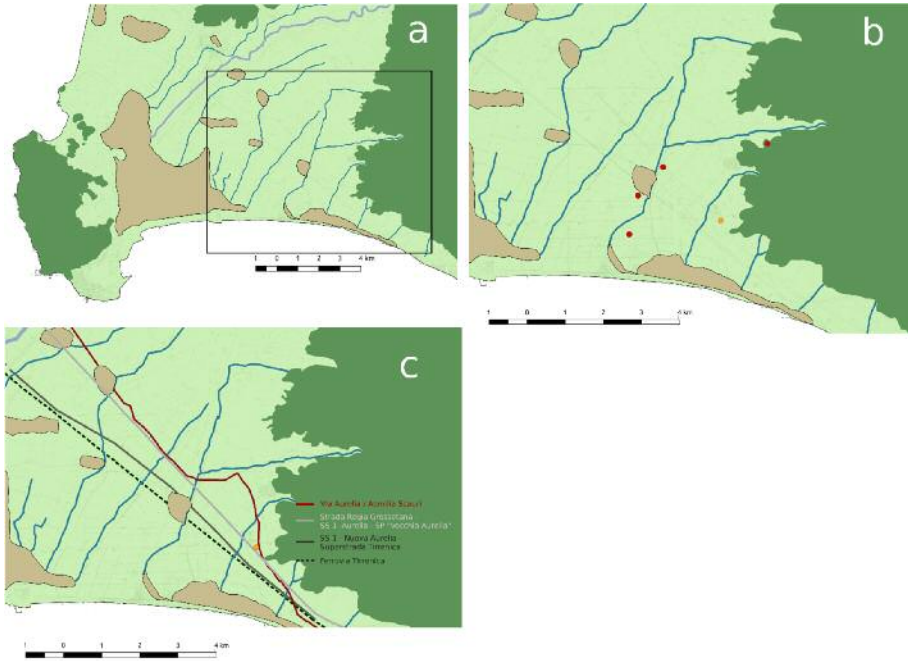 a
1 0 1 2 3 4 km
b
1 0 1 2 3 4 km
c
Via Aurelia / Aemilia Scauri
Strada Regia Grossetana
SS 1 Aurelia - SP "Vecchia Aurelia"
SS 1 - Nuova Aurelia
Superstrada Tirrenica
Ferrovia Tirrenica
1 0 1 2 3 4 km